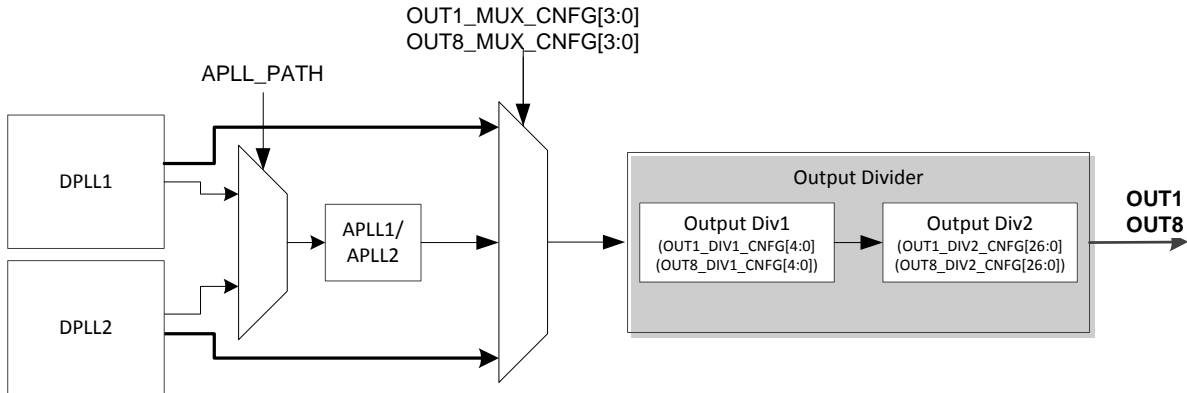 OUT1_MUX_CNFG[3:0]
OUT8_MUX_CNFG[3:0]
APLL_PATH
DPLL1
APLL1/
APLL2
DPLL2
Output Divider
Output Div1
(OUT1_DIV1_CNFG[4:0]
(OUT8_DIV1_CNFG[4:0])
Output Div2
(OUT1_DIV2_CNFG[26:0]
(OUT8_DIV2_CNFG[26:0])
OUT1
OUT8